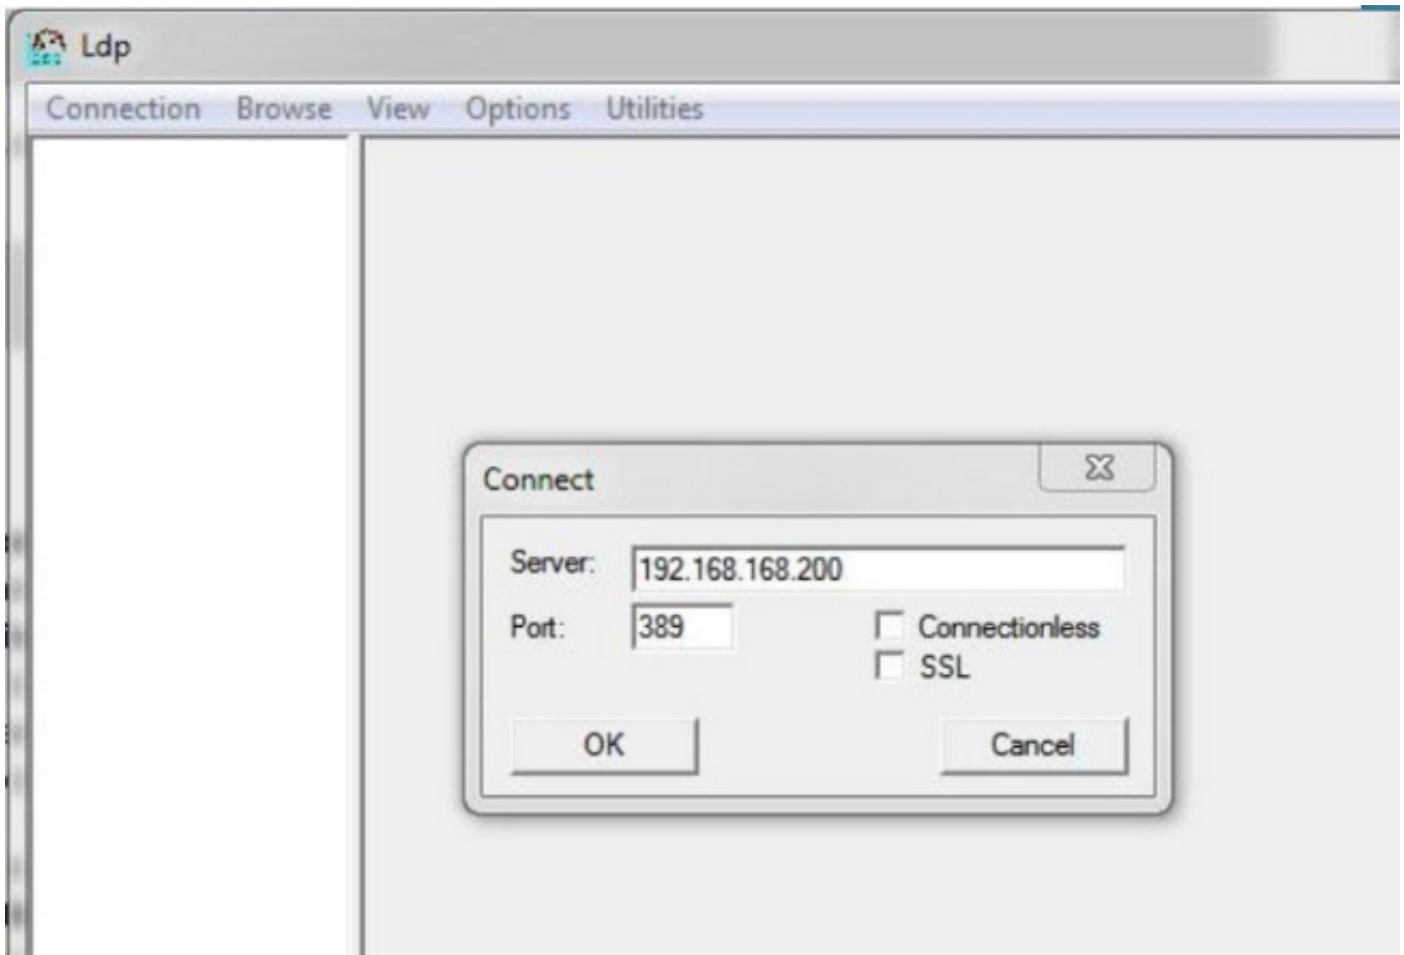 Ldp
Connection Browse View Options Utilities
Connect
Server: 192.168.168.200
Port: 389 Connectionless
SSL
OK Cancel